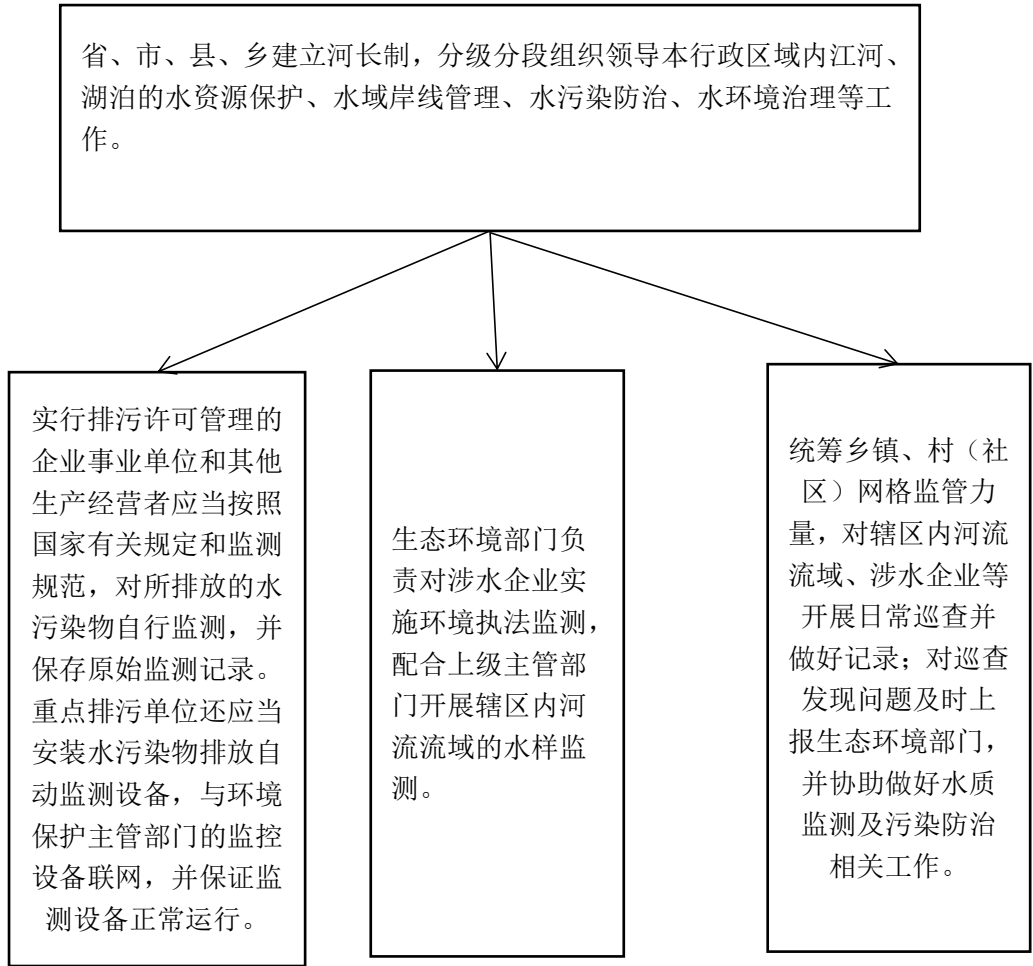 省、市、县、乡建立河长制，分级分段组织领导本行政区域内江河、
湖泊的水资源保护、水域岸线管理、水污染防治、水环境治理等工
作。
实行排污许可管理的
企业事业单位和其他
生产经营者应当按照
国家有关规定和监测
规范，对所排放的水
污染物自行监测，并
保存原始监测记录。
重点排污单位还应当
安装水污染物排放自
动监测设备，与环境
保护主管部门的监控
设备联网，并保证监
测设备正常运行。
生态环境部门负
责对涉水企业实
施环境执法监测，
配合上级主管部
门开展辖区内河
流流域的水样监
测。
统筹乡镇、村（社
区）网格监管力
量，对辖区内河流
流域、涉水企业等
开展日常巡查并
做好记录；对巡查
发现问题及时上
报生态环境部门，
并协助做好水质
监测及污染防治
相关工作。